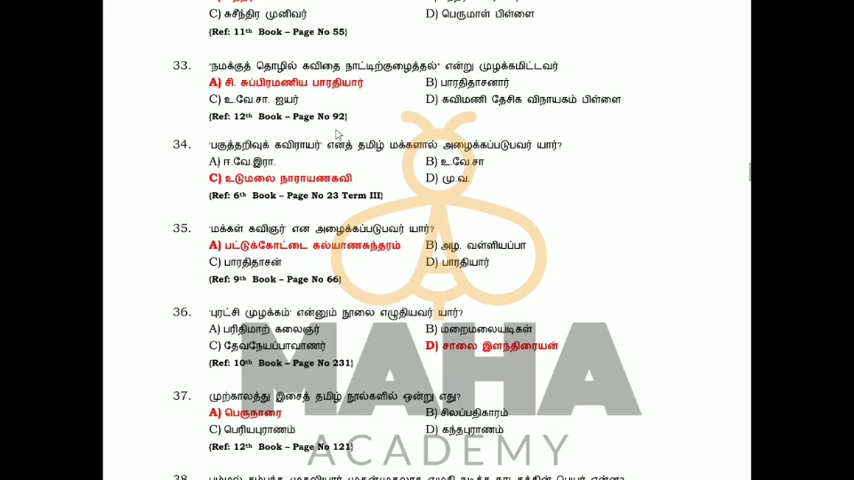 C) சுசீந்திர முனிவர் D) பெருமாள் பிள்ளை
(Ref: 11th Book – Page No 55)
33. "நமக்குத் தொழில் கவிதை நாட்டிற்குழைத்தல்" என்று முழக்கமிட்டவர்
A) சி. சுப்பிரமணிய பாரதியார் B) பாரதிதாசனார்
C) உ.வே.சா. ஐயர் D) கவிமணி தேசிக விநாயகம் பிள்ளை
(Ref: 12th Book – Page No 92)
34. 'பகுத்தறிவுக் கவிராயர்' எனத் தமிழ் மக்களால் அழைக்கப்படுபவர் யார்?
A) ஈ.வே.இரா. B) உ.வே.சா
C) உடுமலை நாராயணகவி D) மு.வ.
(Ref: 6th Book – Page No 23 Term III)
35. 'மக்கள் கவிஞர்' என அழைக்கப்படுபவர் யார்?
A) பட்டுக்கோட்டை கல்யாணசுந்தரம் B) அழ. வள்ளியப்பா
C) பாரதிதாசன் D) பாரதியார்
(Ref: 9th Book – Page No 66)
36. 'புரட்சி முழக்கம்' என்னும் நூலை எழுதியவர் யார்?
A) பரிதிமாற் கலைஞர் B) மறைமலையடிகள்
C) தேவநேயப்பாவாணர் D) சாலை இளந்திரையன்
(Ref: 10th Book – Page No 231)
37. முற்காலத்து இசைத் தமிழ் நூல்களில் ஒன்று எது?
A) பெருநாரை B) சிலப்பதிகாரம்
C) பெரியபுராணம் D) கந்தபுராணம்
(Ref: 12th Book – Page No 121)
MAHA
ACADEMY